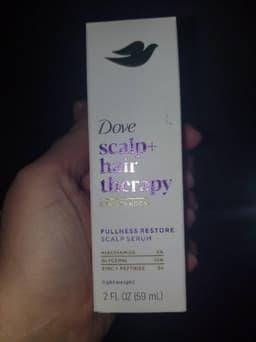 Dove
scalp+
hair
therapy
FULLNESS RESTORE
SCALP SERUM
NIACINAMIDE
GLYCERIN
ZINC + PEPTIDES
lightweight
2 FL OZ (59 mL)